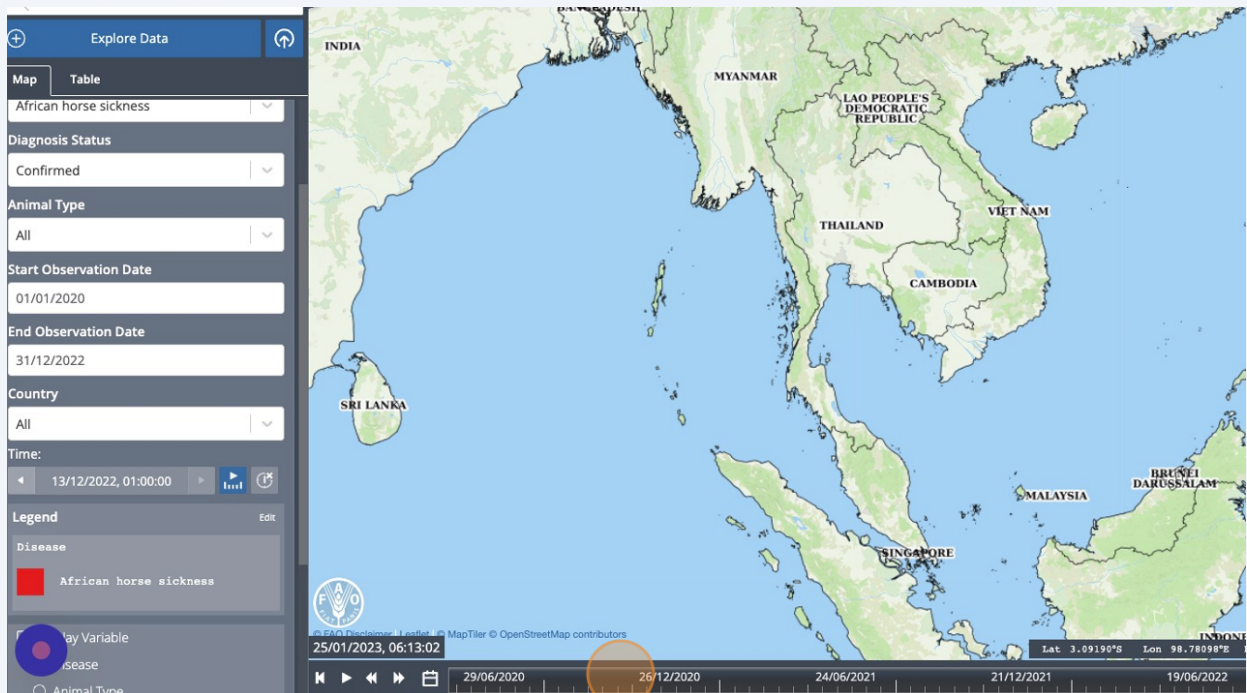 Explore Data
Map
Table
African horse sickness
Diagnosis Status
Confirmed
Animal Type
All
Start Observation Date
01/01/2020
End Observation Date
31/12/2022
Country
All
Time:
13/12/2022, 01:00:00
Legend
Edit
Disease
African horse sickness
Animal Type
INDIA
MYANMAR
LAO PEOPLE'S
DEMOCRATIC
REPUBLIC
THAILAND
VIET NAM
CAMBODIA
SRI LANKA
BRUNEI
DARUSSALAM
MALAYSIA
SINGAPORE
FAO
FIAT PANIS
© FAO Disclaimer | Leaflet | © MapTiler © OpenStreetMap contributors
25/01/2023, 06:13:02
Lat 3.09190°S Lon 98.78098°E
29/06/2020
26/12/2020
24/06/2021
21/12/2021
19/06/2022